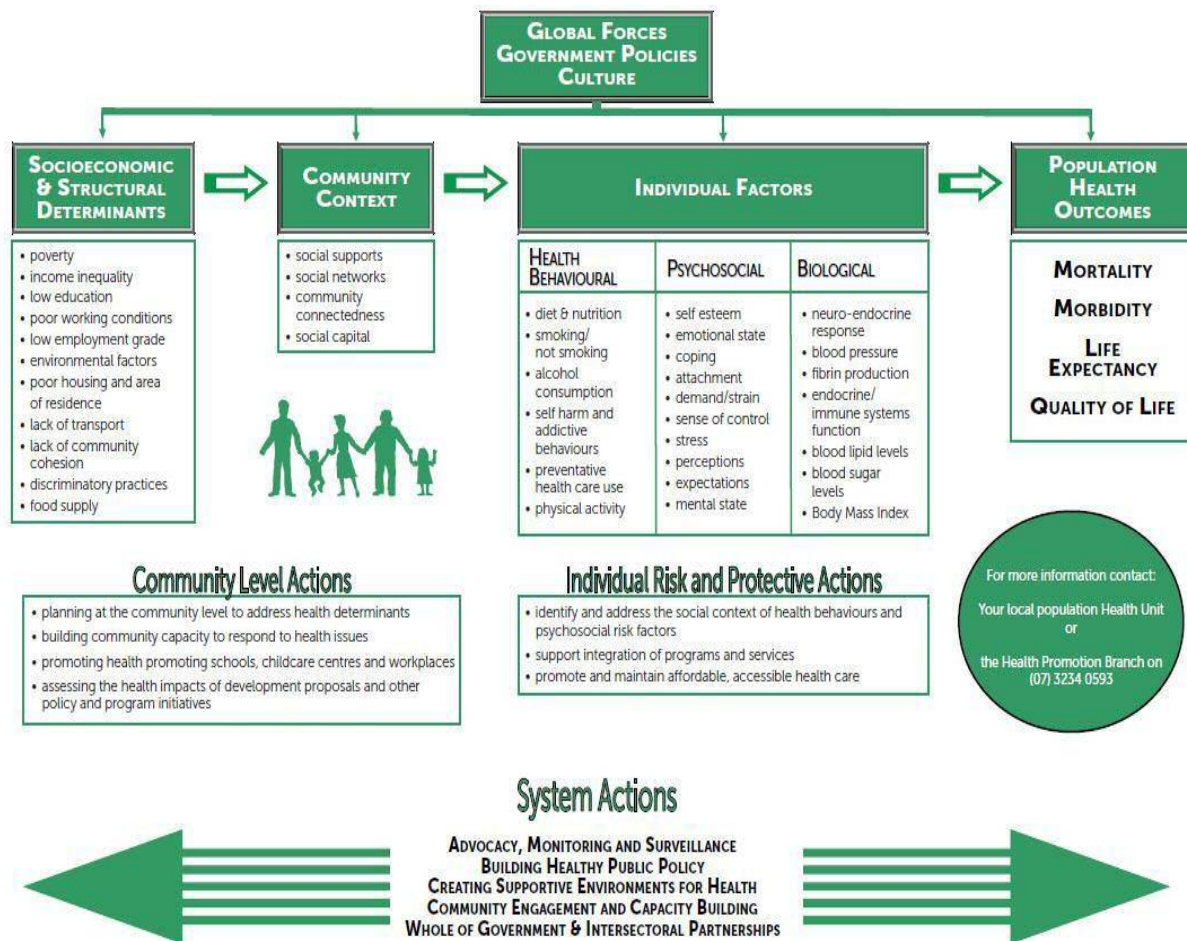 GLOBAL FORCES
GOVERNMENT POLICIES
CULTURE
SOCIOECONOMIC
& STRUCTURAL
DETERMINANTS
• poverty
• income inequality
• low education
• poor working conditions
• low employment grade
• environmental factors
• poor housing and area
of residence
• lack of transport
• lack of community
cohesion
• discriminatory practices
• food supply
COMMUNITY
CONTEXT
• social supports
• social networks
• community
connectedness
• social capital
INDIVIDUAL FACTORS
HEALTH
BEHAVIOURAL
• diet & nutrition
• smoking/
not smoking
• alcohol
consumption
• self harm and
addictive
behaviours
• preventative
health care use
• physical activity
PSYCHOSOCIAL
• self esteem
• emotional state
• coping
• attachment
• demand/strain
• sense of control
• stress
• perceptions
• expectations
• mental state
BIOLOGICAL
• neuro-endocrine
response
• blood pressure
• fibrin production
• endocrine/
immune systems
function
• blood lipid levels
• blood sugar
levels
• Body Mass Index
POPULATION
HEALTH
OUTCOMES
MORTALITY
MORBIDITY
LIFE
EXPECTANCY
QUALITY OF LIFE
Community Level Actions
• planning at the community level to address health determinants
• building community capacity to respond to health issues
• promoting health promoting schools, childcare centres and workplaces
• assessing the health impacts of development proposals and other
policy and program initiatives
Individual Risk and Protective Actions
• identify and address the social context of health behaviours and
psychosocial risk factors
• support integration of programs and services
• promote and maintain affordable, accessible health care
For more information contact:
Your local population Health Unit
or
the Health Promotion Branch on
(07) 3234 0593
System Actions
ADVOCACY, MONITORING AND SURVEILLANCE
BUILDING HEALTHY PUBLIC POLICY
CREATING SUPPORTIVE ENVIRONMENTS FOR HEALTH
COMMUNITY ENGAGEMENT AND CAPACITY BUILDING
WHOLE OF GOVERNMENT & INTERSECTORAL PARTNERSHIPS